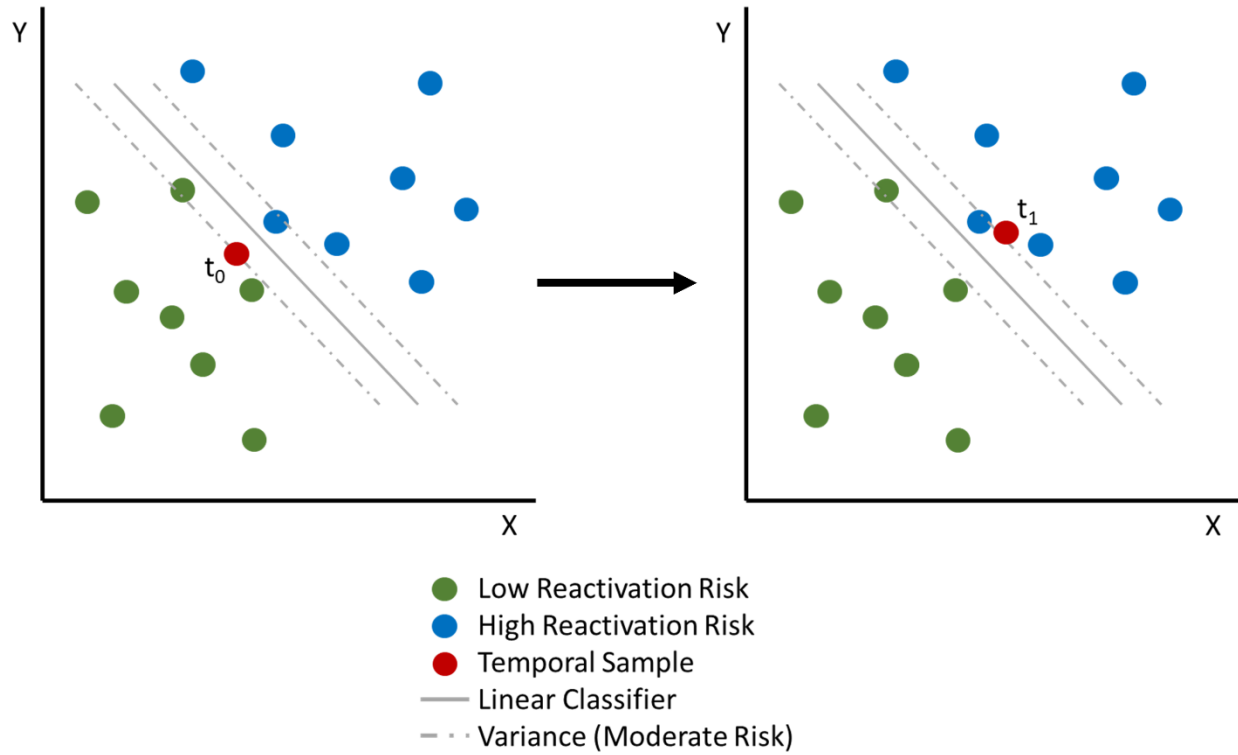 Y
t₀
X
Y
t₁
X
Low Reactivation Risk
High Reactivation Risk
Temporal Sample
Linear Classifier
Variance (Moderate Risk)